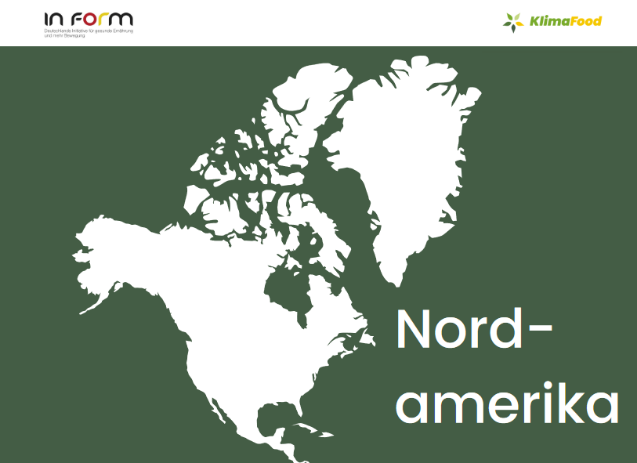 IN FORM
Deutschlands Initiative für gesunde Ernährung
und mehr Bewegung
KlimaFood
Nord-
amerika